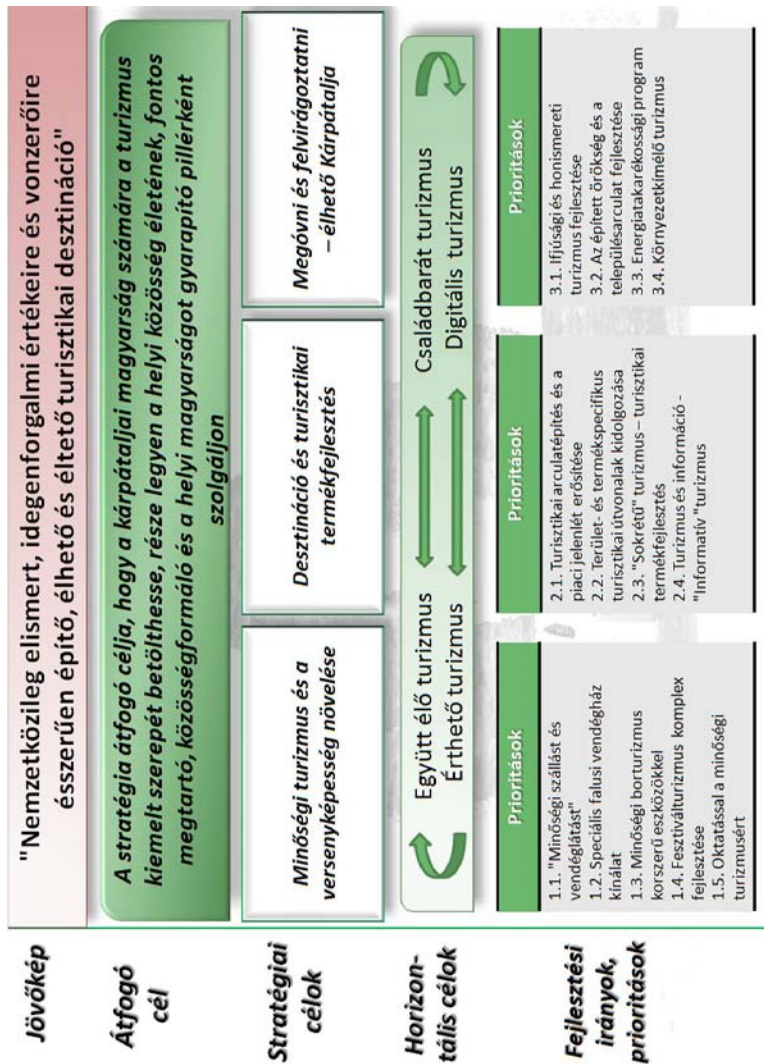 Jövőkép
"Nemzetközileg elismert, idegenforgalmi értékeire és vonzerőire
ésszerűen építő, élhető és éltető turisztikai desztináció"
Átfogó
cél
A stratégia átfogó célja, hogy a kárpátaljai magyarság számára a turizmus
kiemelt szerepét betölthesse, része legyen a helyi közösség életének, fontos
megtartó, közösségformáló és a helyi magyarságot gyarapító pillérként
szolgáljon
Stratégiai
célok
Minőségi turizmus és a
versenyképesség növelése
Desztináció és turisztikai
termékfejlesztés
Megóvni és felvirágoztatni
– élhető Kárpátalja
Horizon-
tális célok
Együtt élő turizmus
Érthető turizmus
Családbarát turizmus
Digitális turizmus
Fejlesztési
irányok,
prioritások
Prioritások
1.1. "Minőségi szállást és
vendéglátást"
1.2. Speciális falusi vendégház
kínálat
1.3. Minőségi borturizmus
korszerű eszközökkel
1.4. Fesztiválturizmus komplex
fejlesztése
1.5. Oktatással a minőségi
turizmusért
Prioritások
2.1. Turisztikai arculatépítés és a
piaci jelenlét erősítése
2.2. Terület- és termékspecifikus
turisztikai útvonalak kidolgozása
2.3. "Sokrétű" turizmus – turisztikai
termékfejlesztés
2.4. Turizmus és információ -
"Informatív "turizmus
Prioritások
3.1. Ifjúsági és honismereti
turizmus fejlesztése
3.2. Az épített örökség és a
településarculat fejlesztése
3.3. Energiatakarékossági program
3.4. Környezetkímélő turizmus